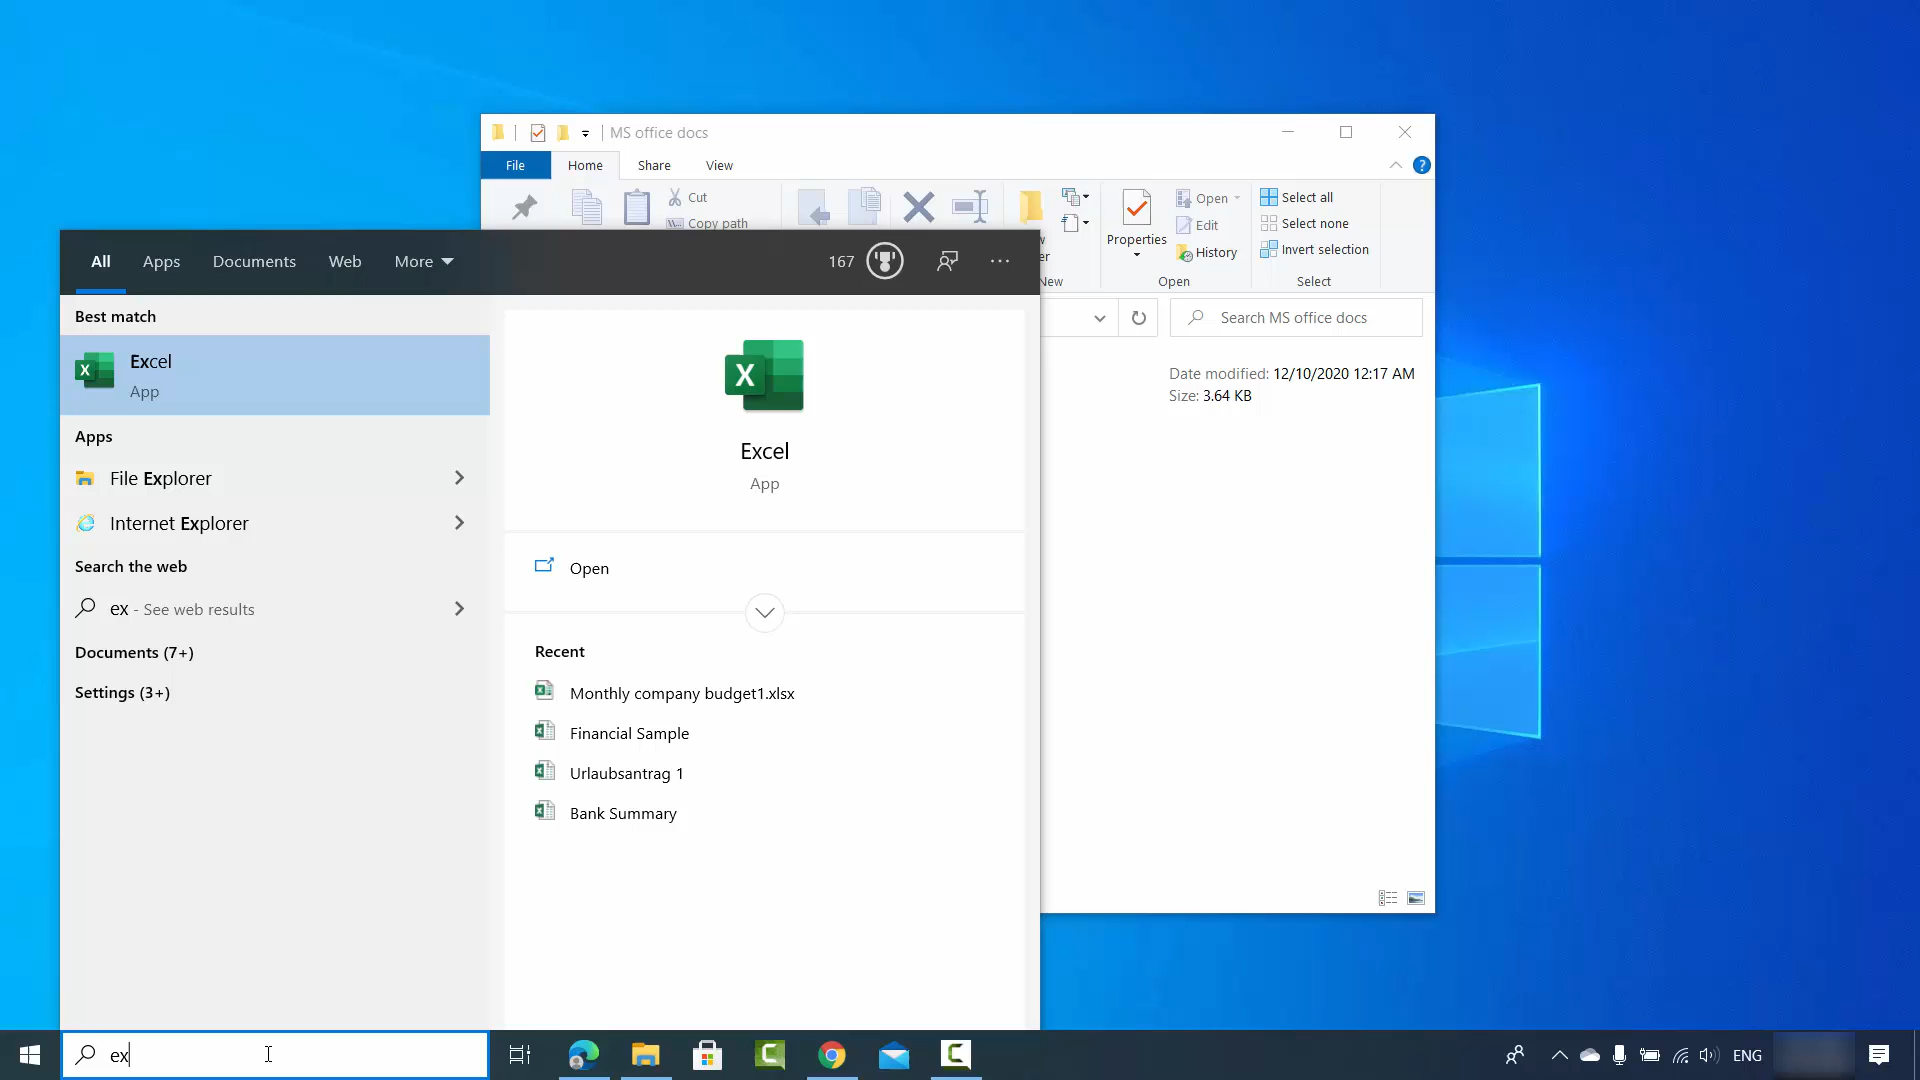 MS office docs
File Home Share View
Cut
Copy path
Properties
Open
Edit
History
Select all
Select none
Invert selection
New
Open
Select
All Apps Documents Web More 167
Search MS office docs
Date modified: 12/10/2020 12:17 AM
Size: 3.64 KB
Best match
Excel
App
Apps
File Explorer
Internet Explorer
Search the web
ex - See web results
Documents (7+)
Settings (3+)
Excel
App
Open
Recent
Monthly company budget1.xlsx
Financial Sample
Urlaubsantrag 1
Bank Summary
ex
ENG